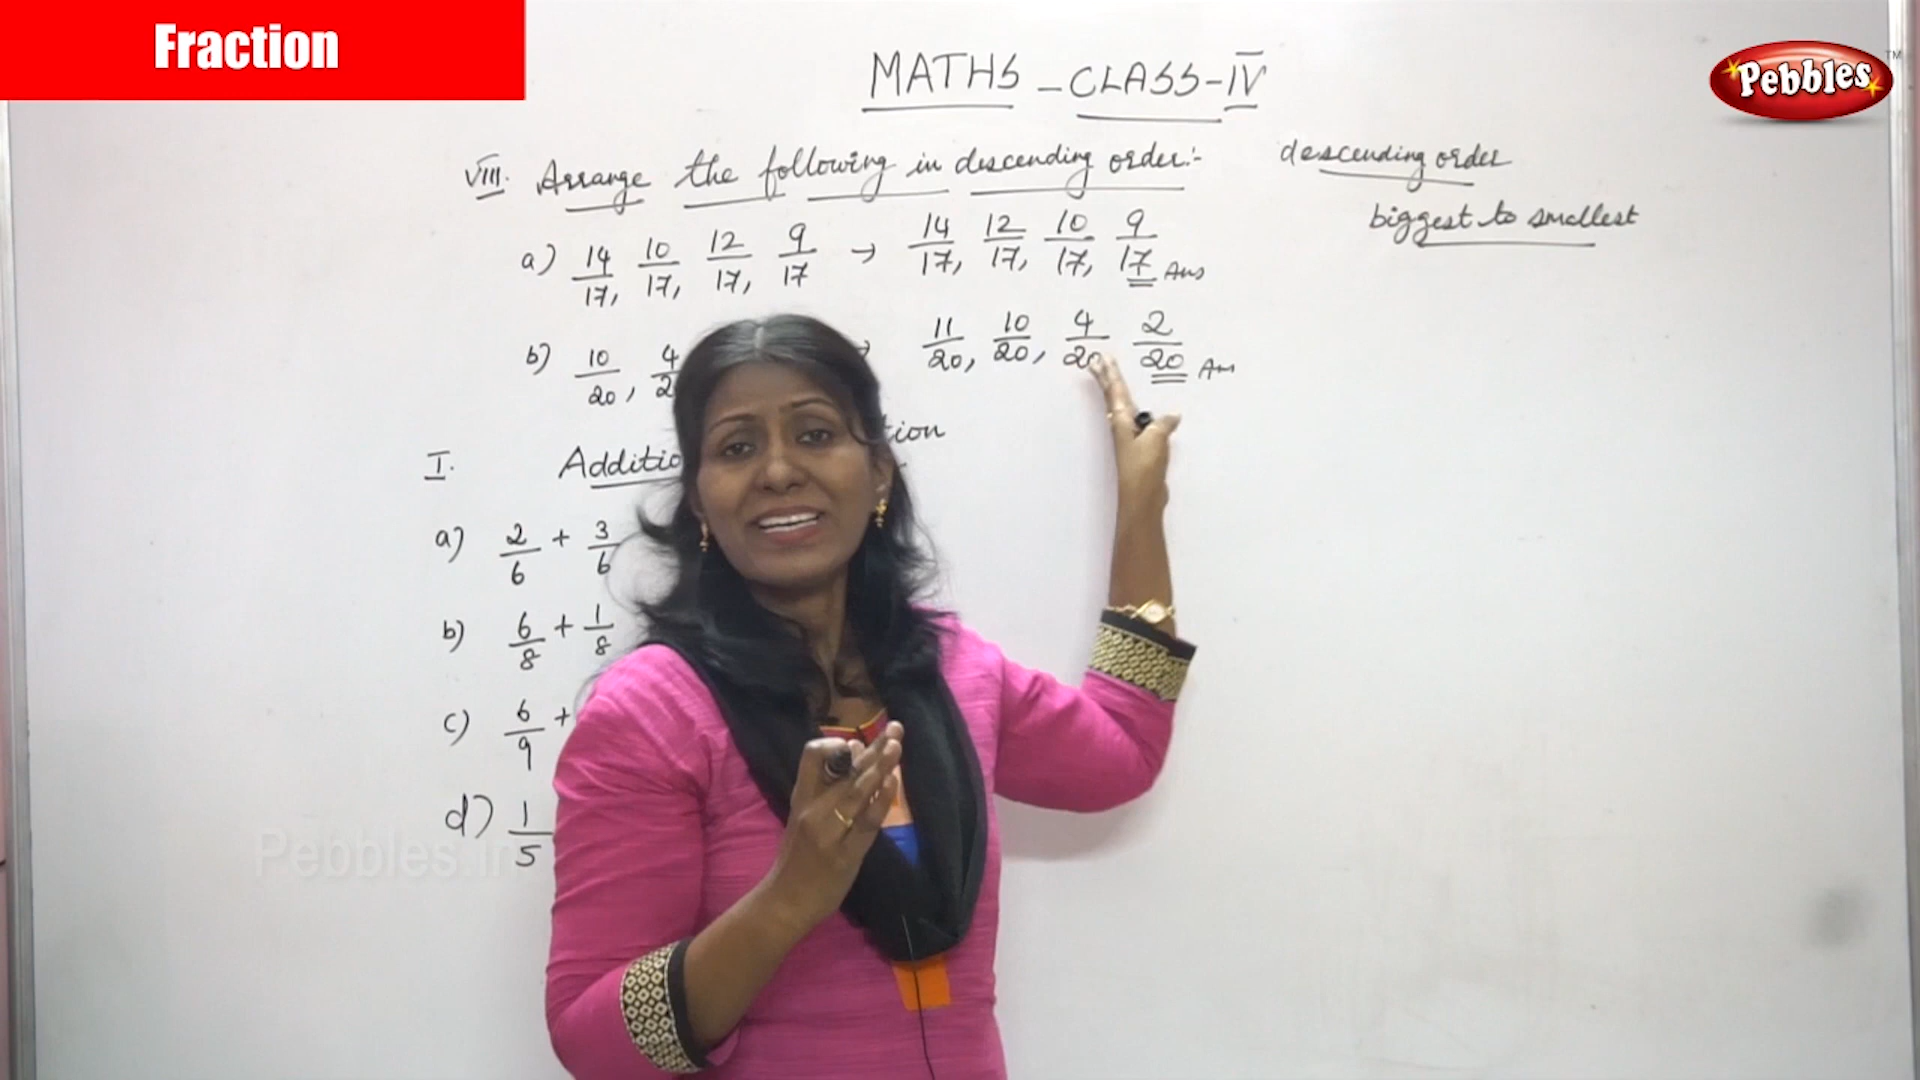 Fraction
Pebbles™
MATHS - CLASS-IV
VIII. Arrange the following in descending order:-
descending order
biggest to smallest
a) 14/17, 10/17, 12/17, 9/17 → 14/17, 12/17, 10/17, 9/17 Ans
b) 10/20, 11/20, 10/20, 4/20 2/20 Ans
I. tion
a) 2/6 + 3/6
b) 6/8 + 1/8
c) 6/9 +
d) 1/5
Pebbles.in